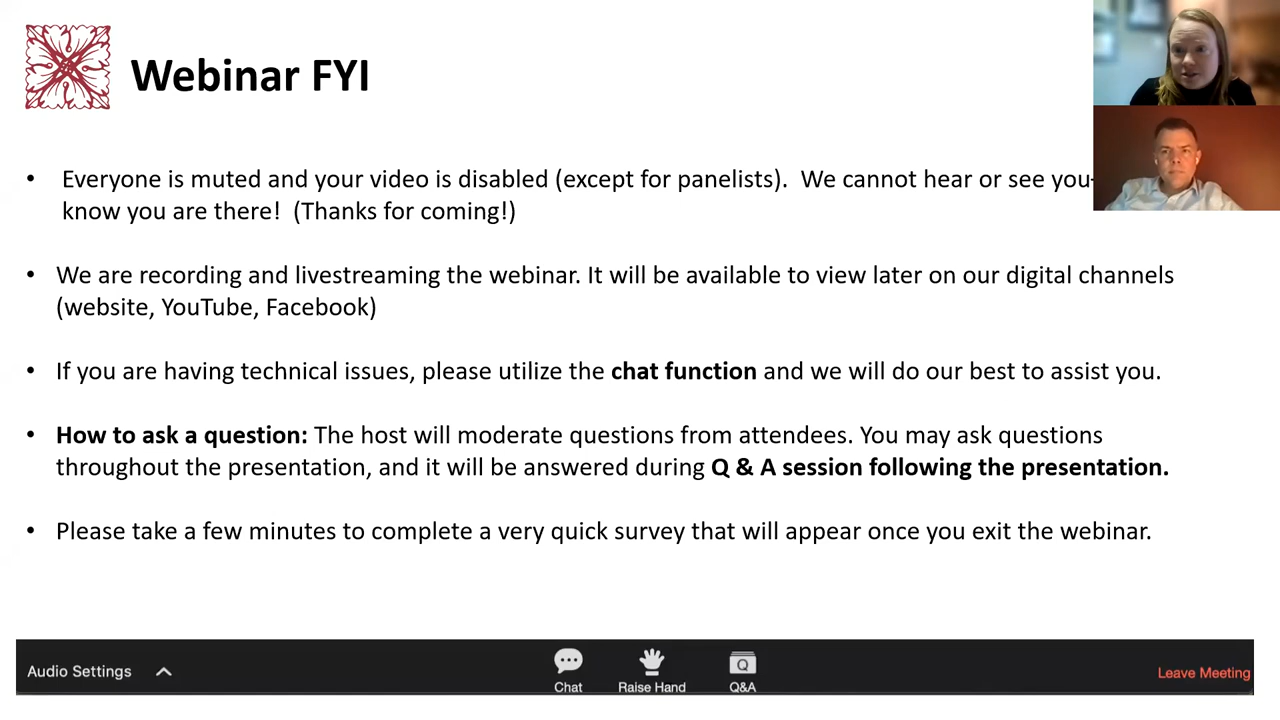 Webinar FYI
• Everyone is muted and your video is disabled (except for panelists). We cannot hear or see you-
know you are there! (Thanks for coming!)
• We are recording and livestreaming the webinar. It will be available to view later on our digital channels
(website, YouTube, Facebook)
• If you are having technical issues, please utilize the chat function and we will do our best to assist you.
• How to ask a question: The host will moderate questions from attendees. You may ask questions
throughout the presentation, and it will be answered during Q & A session following the presentation.
• Please take a few minutes to complete a very quick survey that will appear once you exit the webinar.
Audio Settings
Chat
Raise Hand
Q
Q&A
Leave Meeting